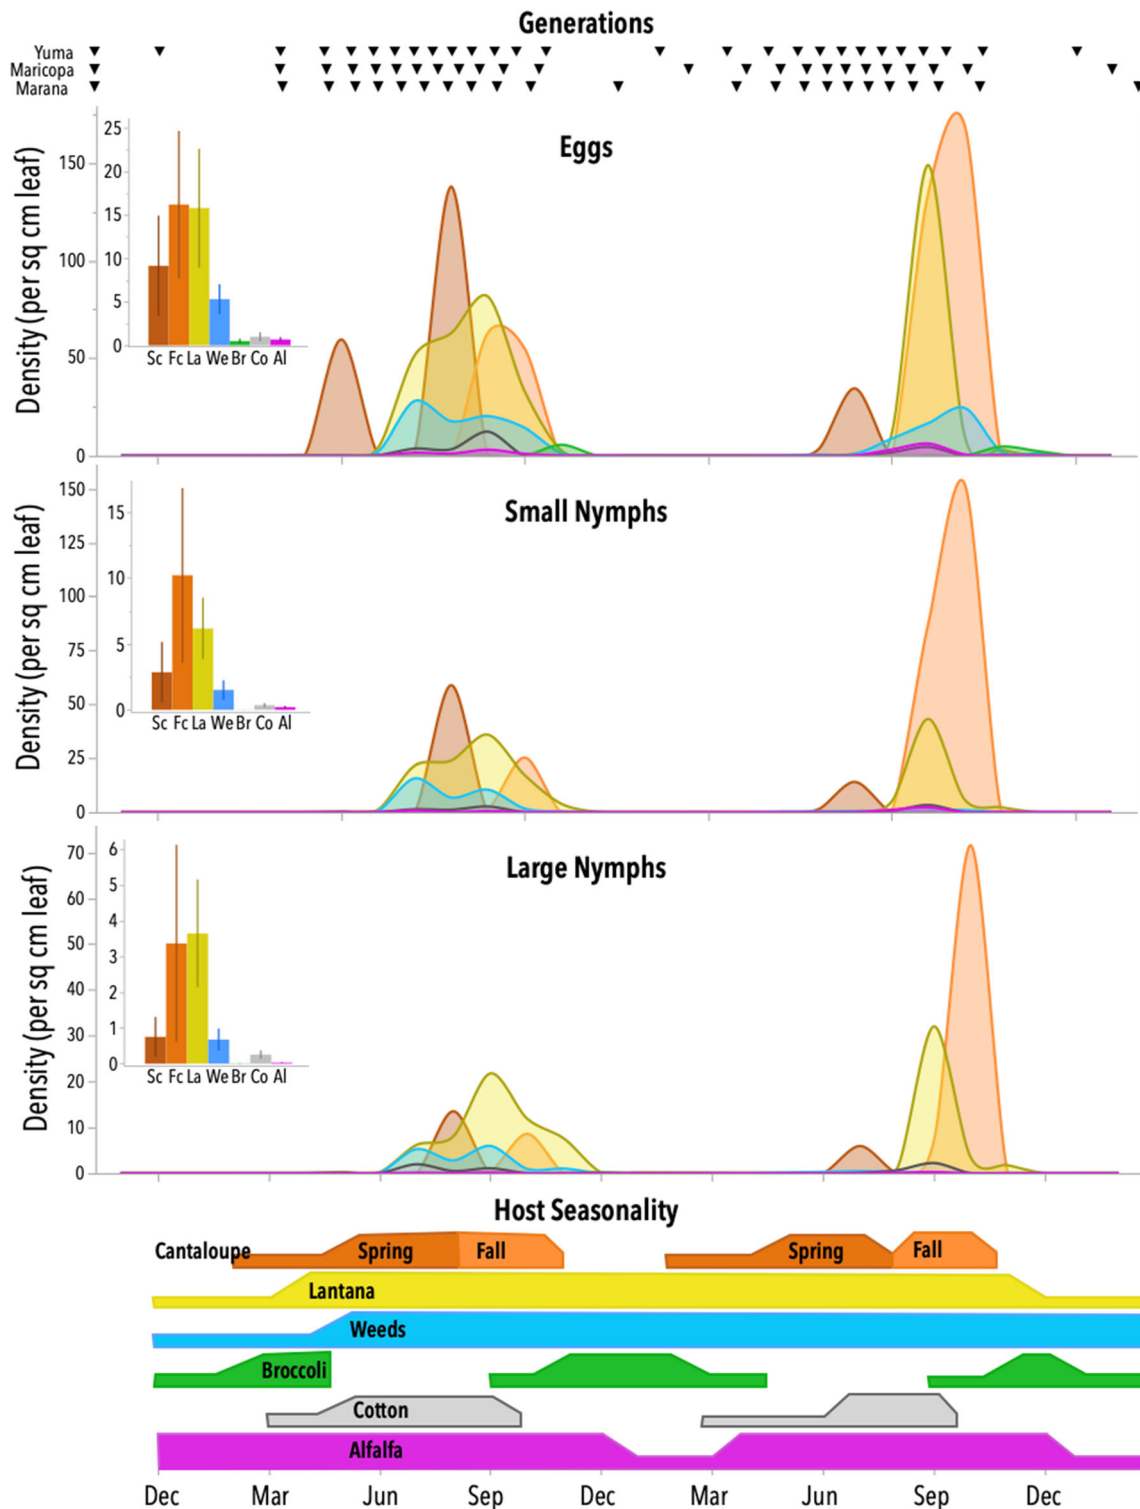 Generations
Yuma
Maricopa
Marana
Eggs
Density (per sq cm leaf)
150
100
50
0
25
20
15
10
5
0
Sc Fc La We Br Co Al
Small Nymphs
Density (per sq cm leaf)
150
125
100
75
50
25
0
15
10
5
0
Sc Fc La We Br Co Al
Large Nymphs
Density (per sq cm leaf)
70
60
50
40
30
20
10
0
6
5
4
3
2
1
0
Sc Fc La We Br Co Al
Host Seasonality
Cantaloupe Spring Fall Spring Fall
Lantana
Weeds
Broccoli
Cotton
Alfalfa
Dec Mar Jun Sep Dec Mar Jun Sep Dec